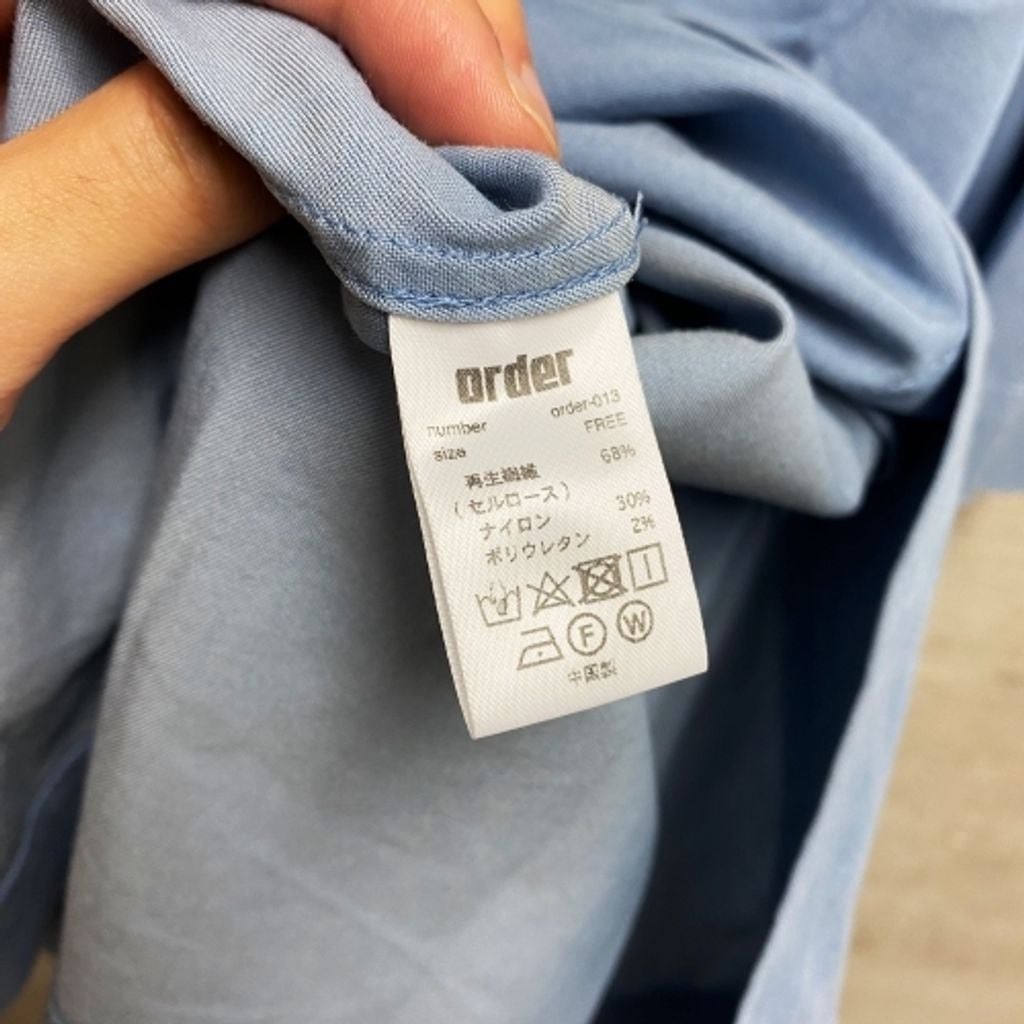 order
number order-013
size FREE
再生繊維 68%
(セルロース)
ナイロン 30%
ポリウレタン 2%
F W
中国製